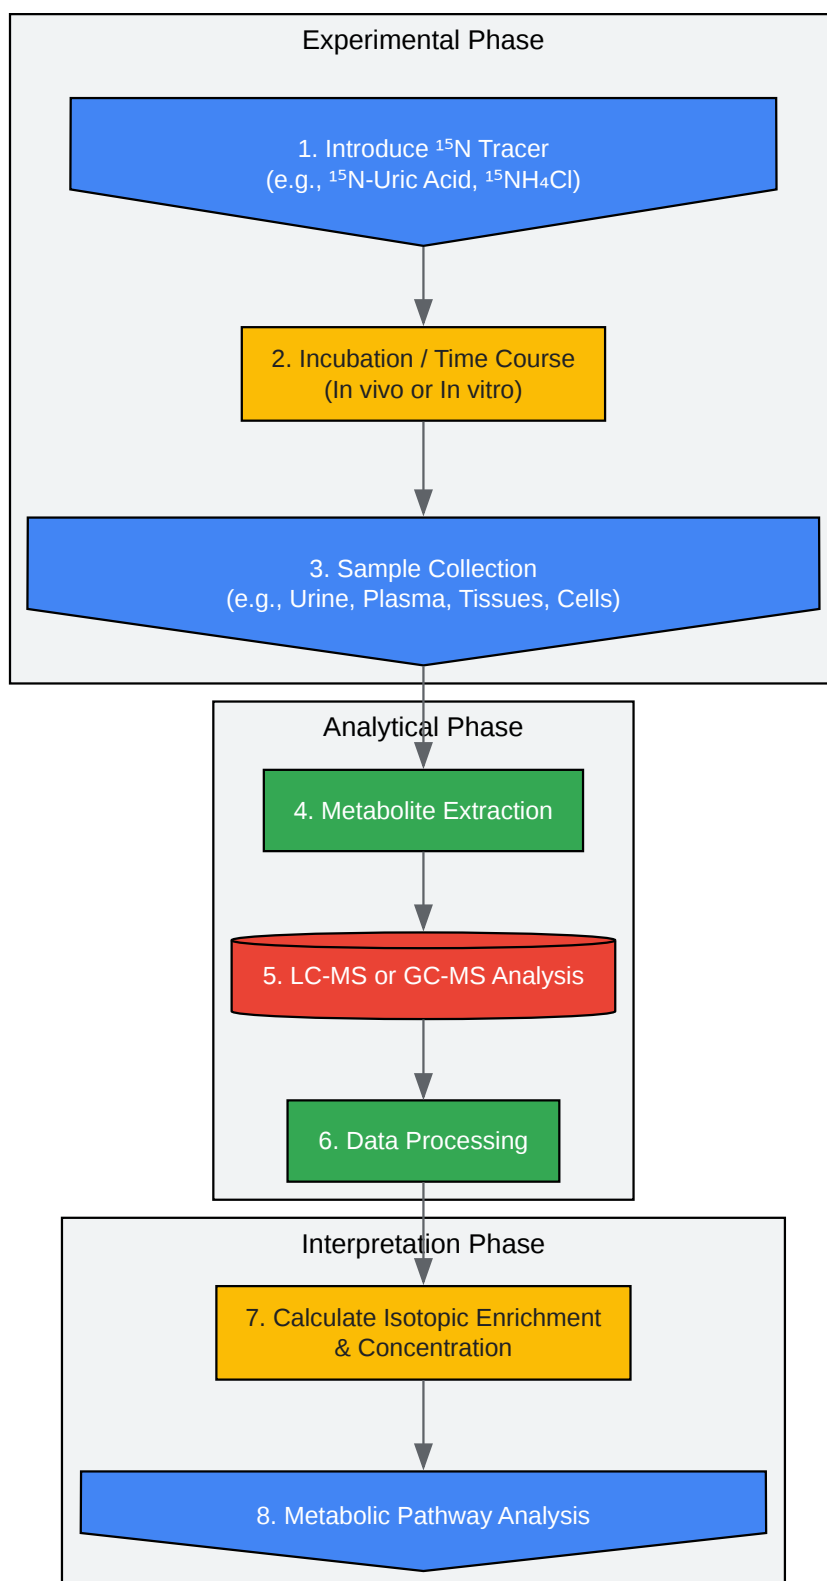 Experimental Phase
1. Introduce ¹⁵N Tracer
(e.g., ¹⁵N-Uric Acid, ¹⁵NH₄Cl)
2. Incubation / Time Course
(In vivo or In vitro)
3. Sample Collection
(e.g., Urine, Plasma, Tissues, Cells)
Analytical Phase
4. Metabolite Extraction
5. LC-MS or GC-MS Analysis
6. Data Processing
Interpretation Phase
7. Calculate Isotopic Enrichment
& Concentration
8. Metabolic Pathway Analysis